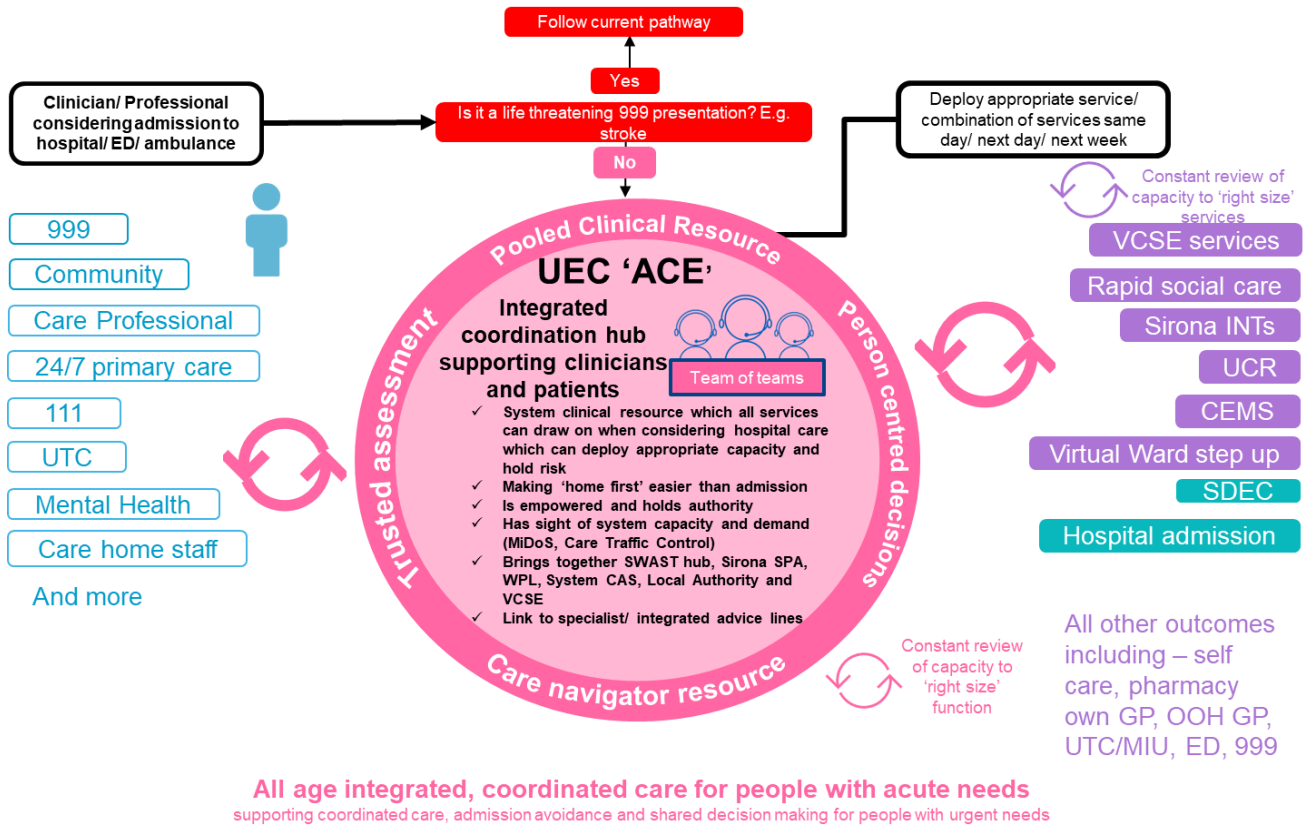 Follow current pathway
Yes
Clinician/ Professional
considering admission to
hospital/ ED/ ambulance
Is it a life threatening 999 presentation? E.g.
stroke
No
Deploy appropriate service/
combination of services same
day/ next day/ next week
999
Community
Care Professional
24/7 primary care
111
UTC
Mental Health
Care home staff
And more
Pooled Clinical Resource
Trusted assessment
Person centred decisions
Care navigator resource
UEC ‘ACE’
Integrated
coordination hub
supporting clinicians
and patients
Team of teams
✓ System clinical resource which all services
can draw on when considering hospital care
which can deploy appropriate capacity and
hold risk
✓ Making ‘home first’ easier than admission
✓ Is empowered and holds authority
✓ Has sight of system capacity and demand
(MiDoS, Care Traffic Control)
✓ Brings together SWAST hub, Sirona SPA,
WPL, System CAS, Local Authority and
VCSE
✓ Link to specialist/ integrated advice lines
Constant review
of capacity to
‘right size’
function
Constant review of
capacity to ‘right size’
services
VCSE services
Rapid social care
Sirona INTs
UCR
CEMS
Virtual Ward step up
SDEC
Hospital admission
All other outcomes
including – self
care, pharmacy
own GP, OOH GP,
UTC/MIU, ED, 999
All age integrated, coordinated care for people with acute needs
supporting coordinated care, admission avoidance and shared decision making for people with urgent needs